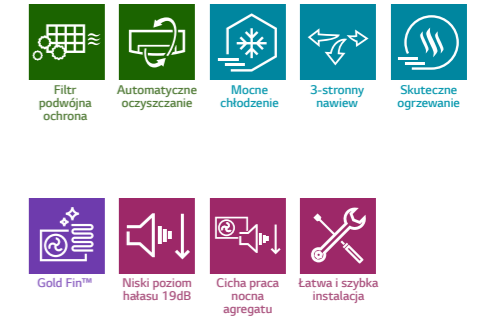 Filtr
podwójna
ochrona
Automatyczne
oczyszczanie
Mocne
chłodzenie
3-stronny
nawiew
Skuteczne
ogrzewanie
Gold Fin™
Niski poziom
hałasu 19dB
Cicha praca
nocna
agregatu
Łatwa i szybka
instalacja